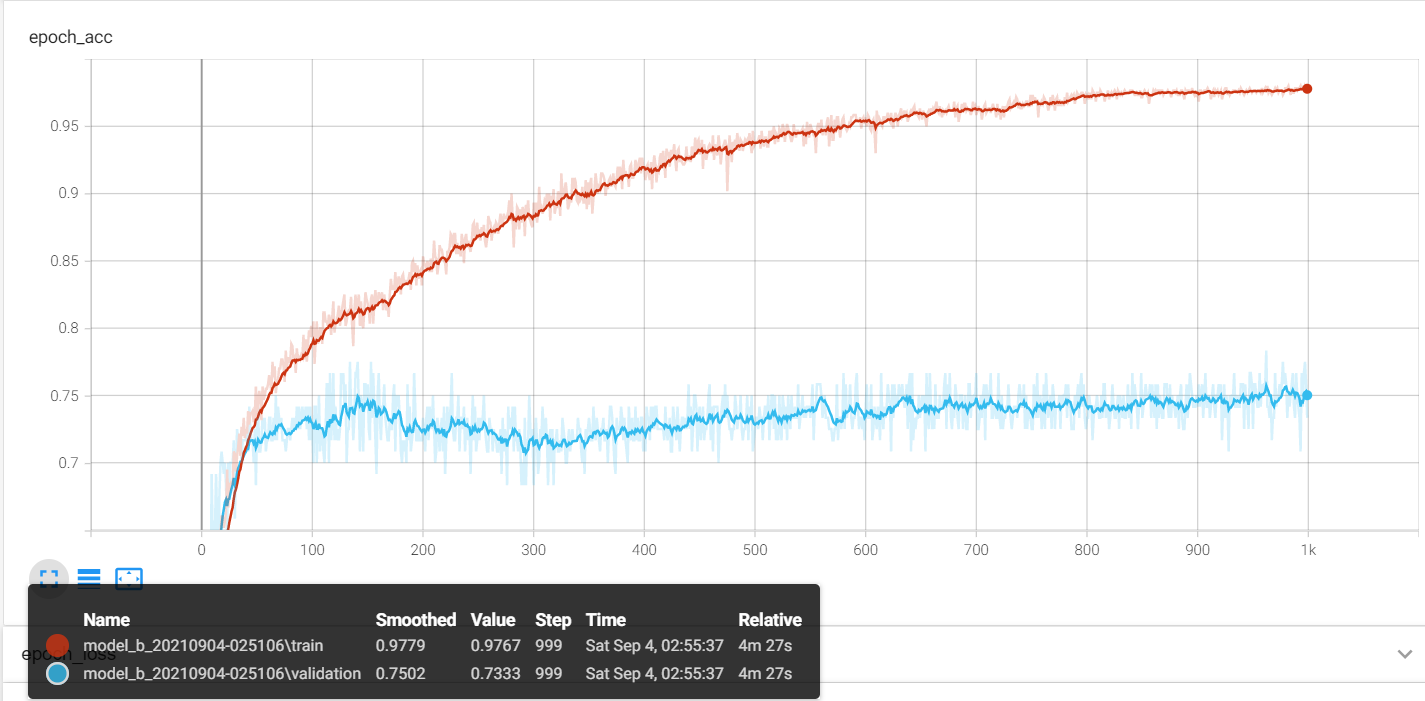 epoch_acc
0.95
0.9
0.85
0.8
0.75
0.7
0 100 200 300 400 500 600 700 800 900 1k
Name Smoothed Value Step Time Relative
model_b_20210904-025106\train 0.9779 0.9767 999 Sat Sep 4, 02:55:37 4m 27s
epoch_loss
model_b_20210904-025106\validation 0.7502 0.7333 999 Sat Sep 4, 02:55:37 4m 27s